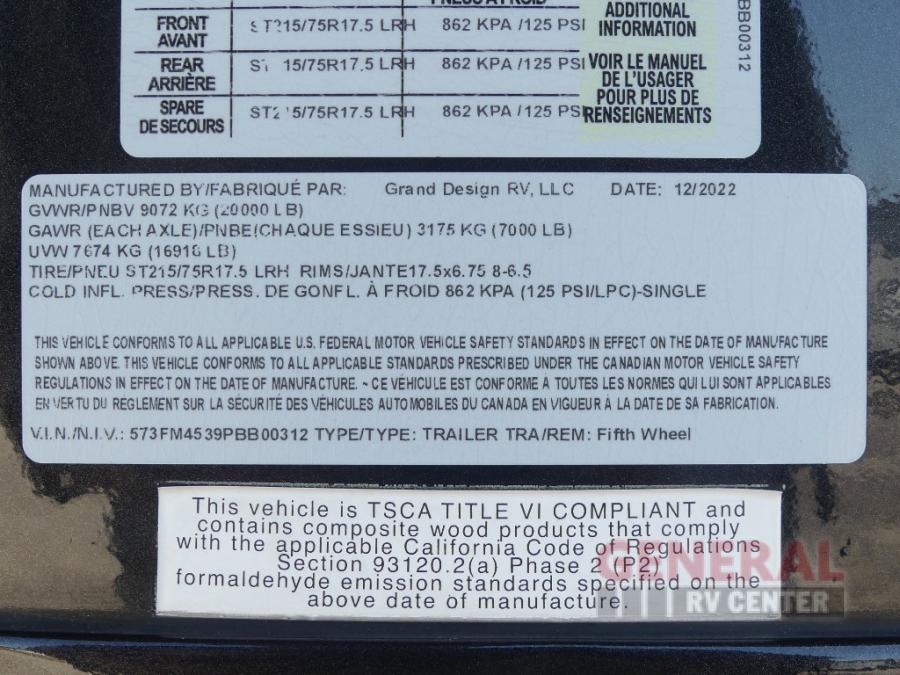 PNEUS À FROID
ADDITIONAL
INFORMATION
FRONT
AVANT
ST215/75R17.5 LRH 862 KPA /125 PSI
REAR
ARRIÈRE
ST215/75R17.5 LRH 862 KPA /125 PSI
SPARE
DE SECOURS
ST215/75R17.5 LRH 862 KPA /125 PSI
VOIR LE MANUEL
DE L'USAGER
POUR PLUS DE
RENSEIGNEMENTS
BB00312
MANUFACTURED BY/FABRIQUÉ PAR: Grand Design RV, LLC DATE: 12/2022
GVWR/PNBV 9072 KG (20000 LB)
GAWR (EACH AXLE)/PNBE(CHAQUE ESSIEU) 3175 KG (7000 LB)
UVW 7674 KG (16918 LB)
TIRE/PNEU ST215/75R17.5 LRH RIMS/JANTE17.5x6.75 8-6.5
COLD INFL. PRESS/PRESS. DE GONFL. À FROID 862 KPA (125 PSI/LPC)-SINGLE
THIS VEHICLE CONFORMS TO ALL APPLICABLE U.S. FEDERAL MOTOR VEHICLE SAFETY STANDARDS IN EFFECT ON THE DATE OF MANUFACTURE
SHOWN ABOVE. THIS VEHICLE CONFORMS TO ALL APPLICABLE STANDARDS PRESCRIBED UNDER THE CANADIAN MOTOR VEHICLE SAFETY
REGULATIONS IN EFFECT ON THE DATE OF MANUFACTURE. ~ CE VÉHICULE EST CONFORME À TOUTES LES NORMES QUI LUI SONT APPLICABLES
EN VERTU DU RÈGLEMENT SUR LA SÉCURITÉ DES VÉHICULES AUTOMOBILES DU CANADA EN VIGUEUR À LA DATE DE SA FABRICATION.
V.I.N./N.I.V.: 573FM4539PBB00312 TYPE/TYPE: TRAILER TRA/REM: Fifth Wheel
This vehicle is TSCA TITLE VI COMPLIANT and
contains composite wood products that comply
with the applicable California Code of Regulations
Section 93120.2(a) Phase 2 (P2)
formaldehyde emission standards specified on the
above date of manufacture.
GENERAL
RV CENTER